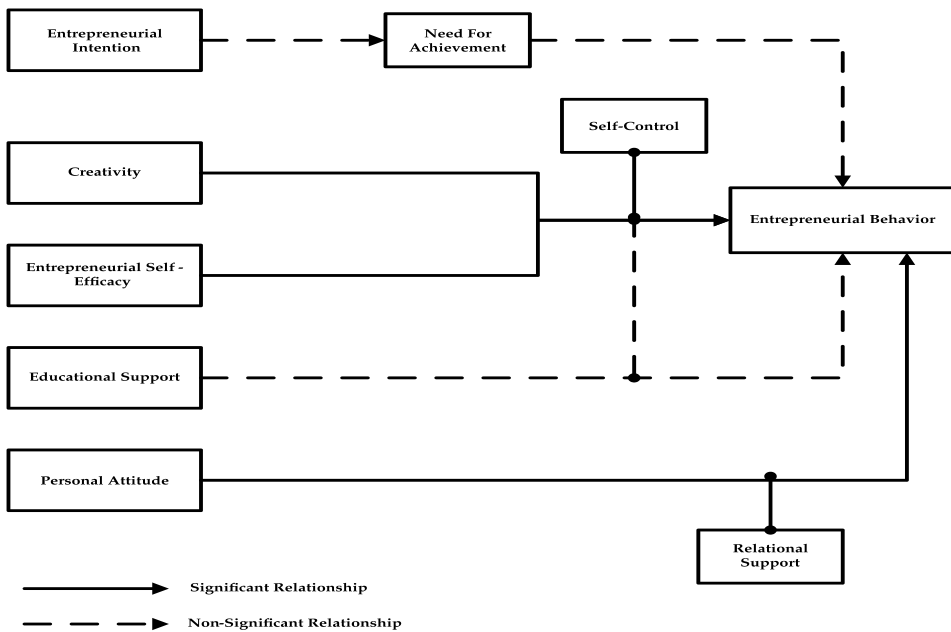 Entrepreneurial
Intention
Need For
Achievement
Self-Control
Creativity
Entrepreneurial Behavior
Entrepreneurial Self -
Efficacy
Educational Support
Personal Attitude
Relational
Support
Significant Relationship
Non-Significant Relationship